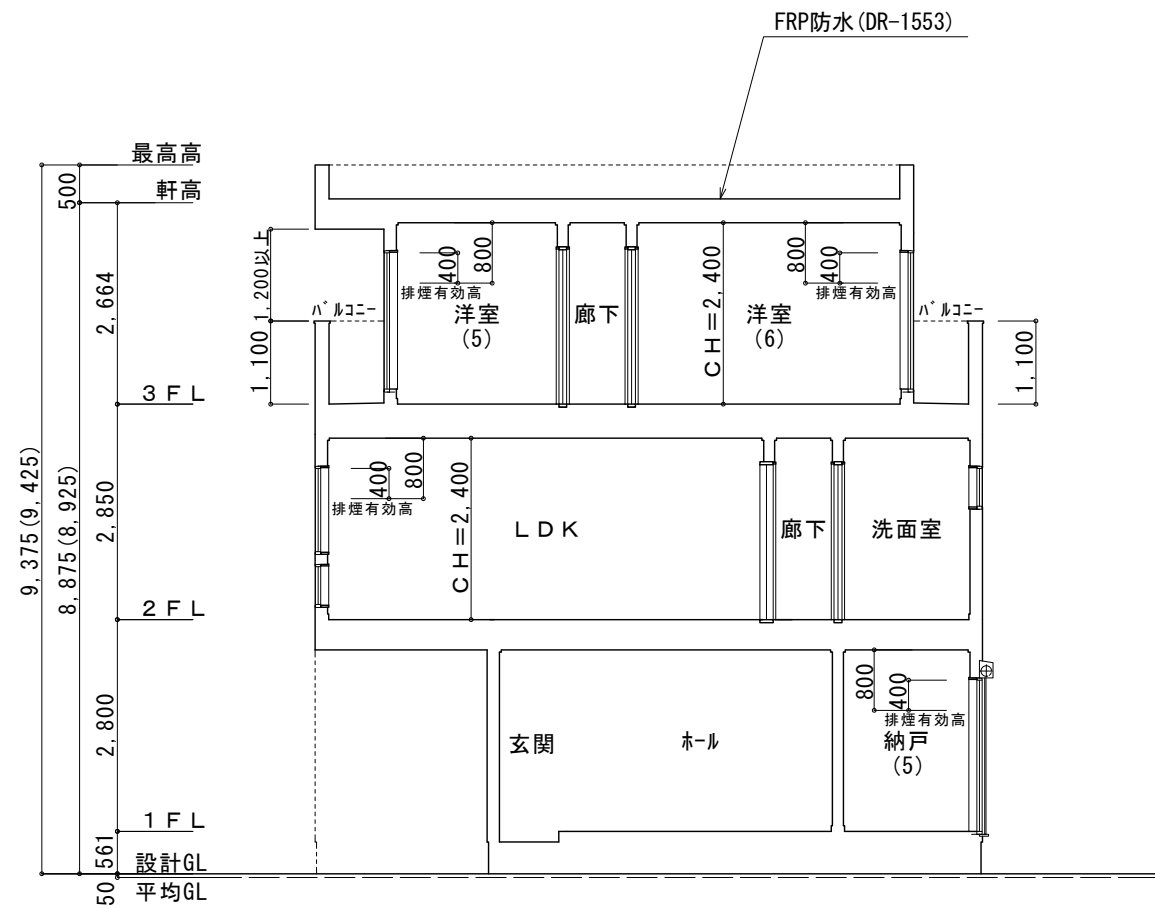 FRP防水(DR-1553)
最高高
軒高
500
2,664
1,200以上
1,100
バルコニー
400
800
排煙有効高
洋室
(5)
廊下
CH=2,400
洋室
(6)
800
400
排煙有効高
バルコニー
1,100
3FL
9,375(9,425)
8,875(8,925)
2,850
400
800
排煙有効高
CH=2,400
LDK
廊下
洗面室
2FL
2,800
玄関
ホール
800
400
排煙有効高
納戸
(5)
1FL
561
設計GL
50
平均GL